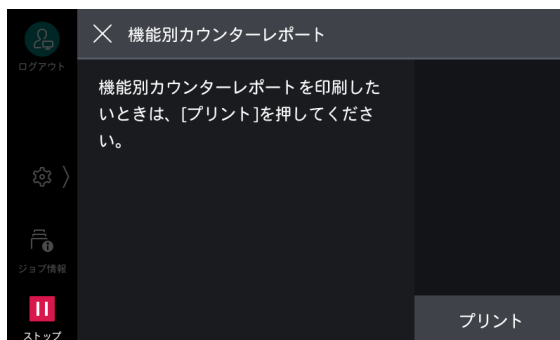 機能別カウンターレポート
ログアウト
機能別カウンターレポートを印刷した
いときは、[プリント]を押してくださ
い。
ジョブ情報
ストップ
プリント